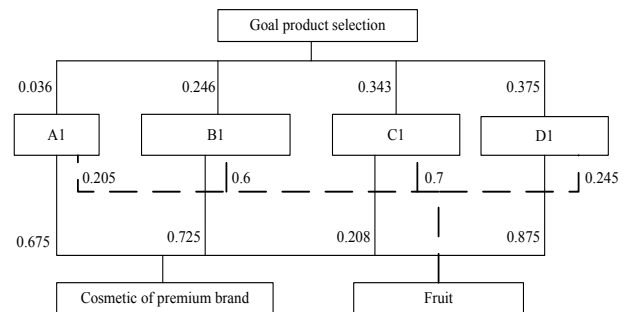 Goal product selection
0.036 0.246 0.343 0.375
A1 B1 C1 D1
0.205 0.6 0.7 0.245
0.675 0.725 0.208 0.875
Cosmetic of premium brand Fruit